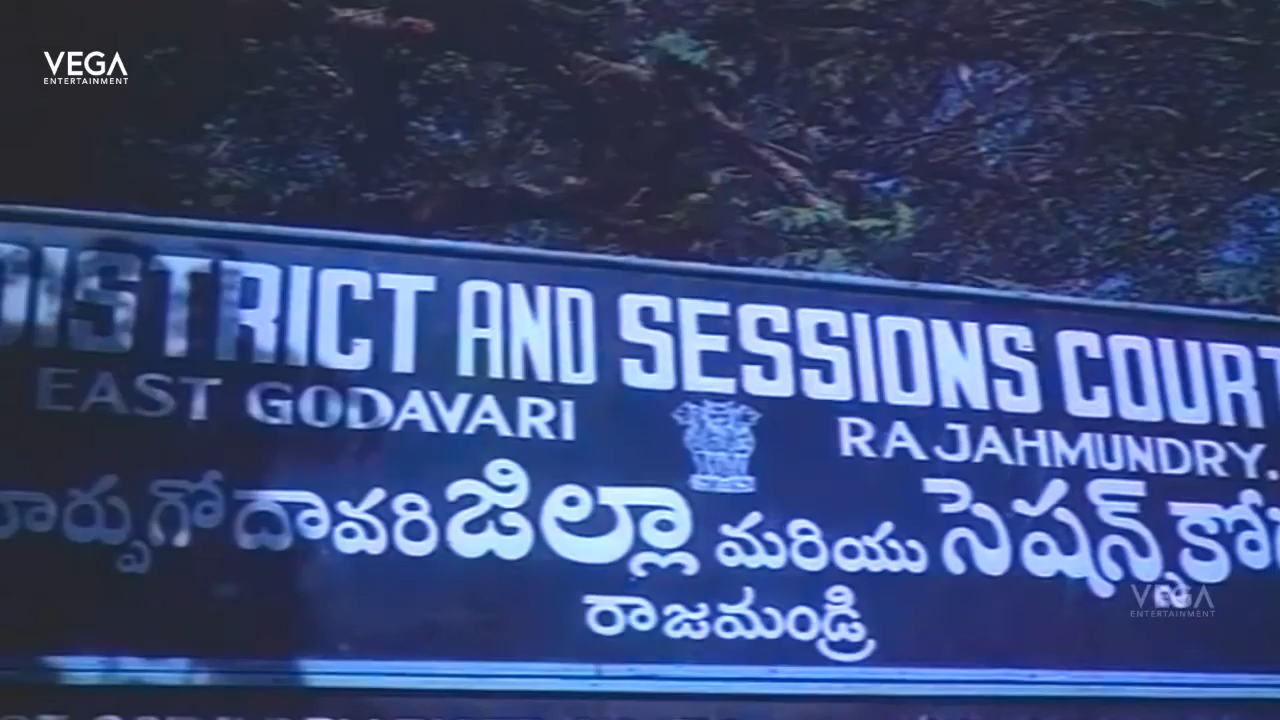 VEGA
ENTERTAINMENT
DISTRICT AND SESSIONS COURT
EAST GODAVARI RAJAHMUNDRY.
తూర్పుగోదావరి జిల్లా మరియు సెషన్స్
రాజమండ్రి
VEGA
ENTERTAINMENT